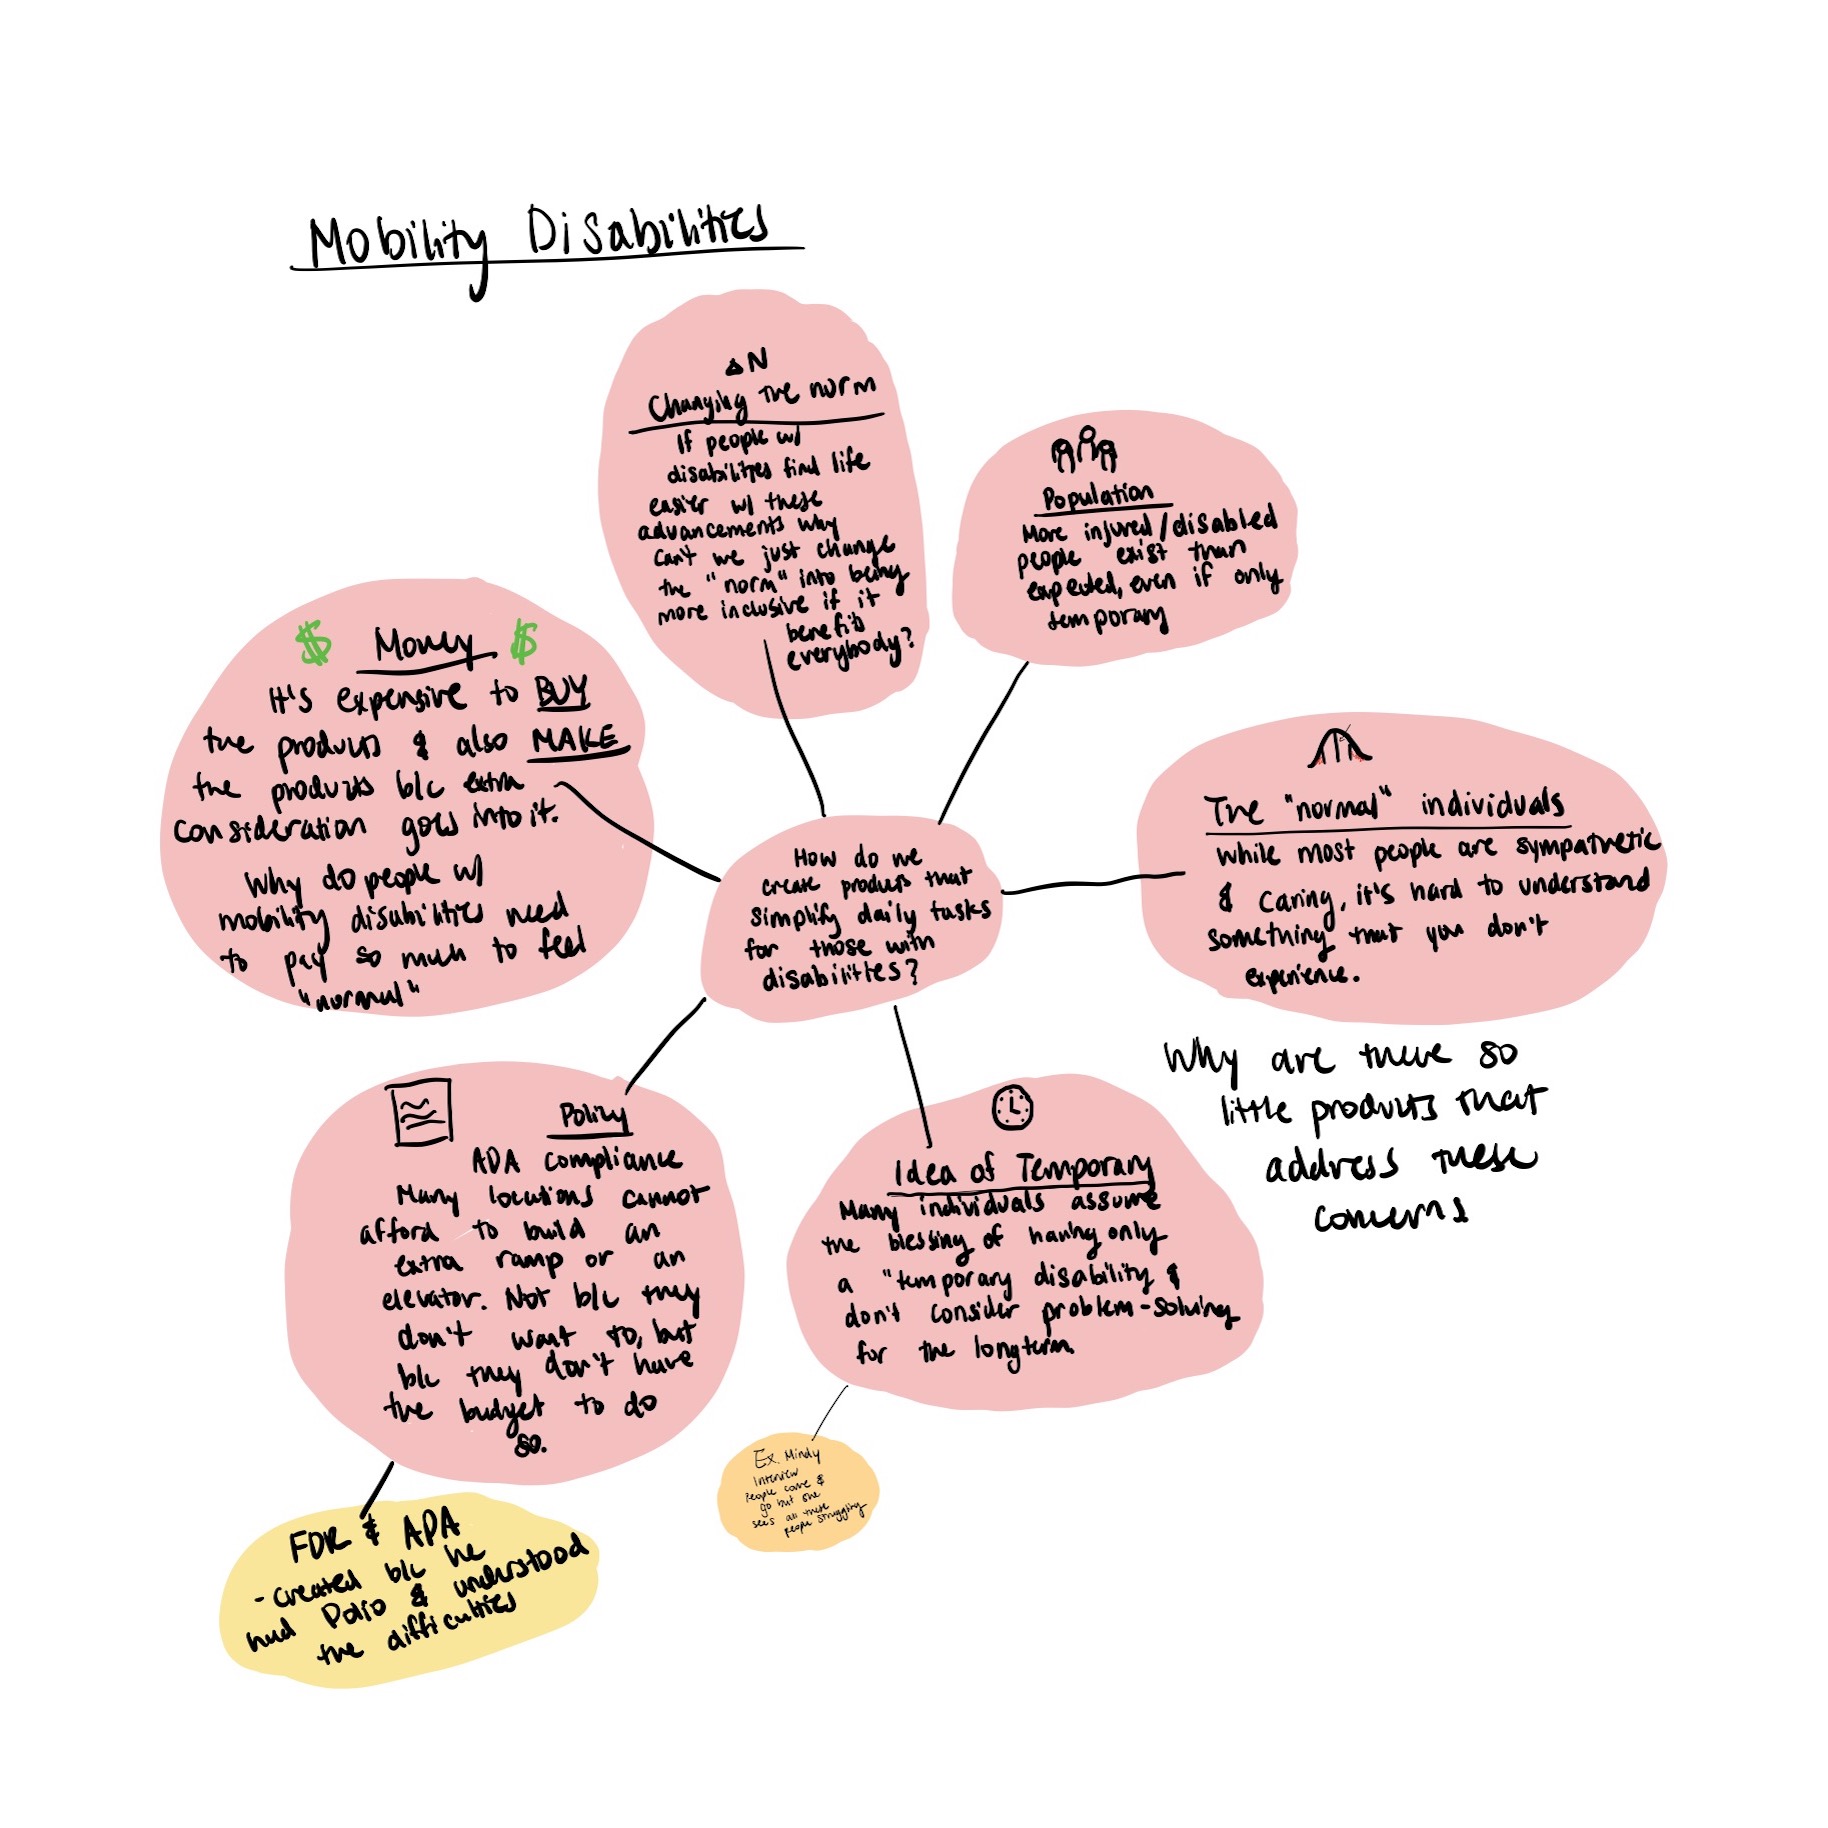 Mobility Disabilities
△N
Changing the norm
If people w/
disabilities find life
easier w/ these
advancements why
can't we just change
the "norm" into being
more inclusive if it
benefits
everybody?
Population
More injured/disabled
people exist than
expected, even if only
temporary
$ Money $
It's expensive to BUY
the products & also MAKE
the products b/c extra
consideration goes into it.
Why do people w/
mobility disabilities need
to pay so much to feel
"normal"
The "normal" individuals
While most people are sympathetic
& caring, it's hard to understand
something that you don't
experience.
How do we
create products that
simplify daily tasks
for those with
disabilities?
Why are there so
little products that
address these
concerns
Policy
ADA compliance
Many locations cannot
afford to build an
extra ramp or an
elevator. Not b/c they
don't want to, but
b/c they don't have
the budget to do
so.
Idea of Temporary
Many individuals assume
the blessing of having only
a "temporary disability &
don't consider problem-solving
for the longterm.
Ex. Mindy
Interview
People come &
go but she
sees all these
people struggling
FDR & ADA
- created b/c he
had Polio & understood
the difficulties